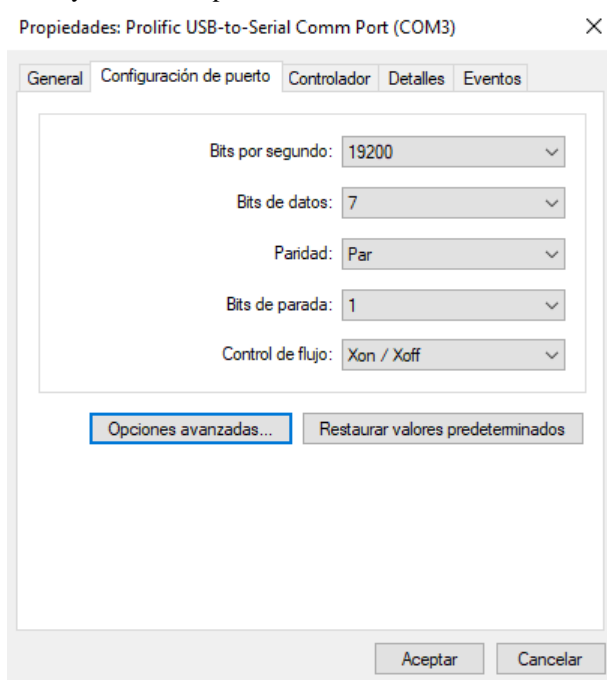 Propiedades: Prolific USB-to-Serial Comm Port (COM3)
General Configuración de puerto Controlador Detalles Eventos
Bits por segundo: 19200
Bits de datos: 7
Paridad: Par
Bits de parada: 1
Control de flujo: Xon / Xoff
Opciones avanzadas... Restaurar valores predeterminados
Aceptar Cancelar